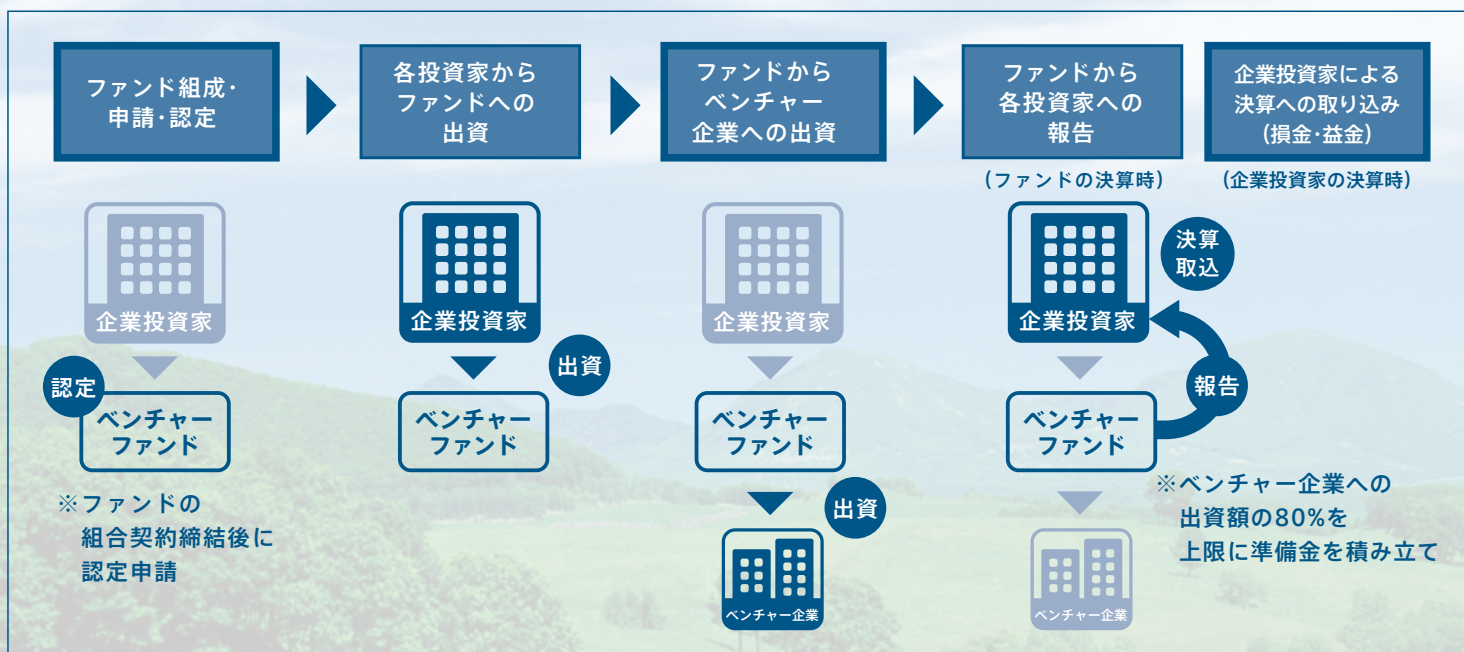 ファンド組成・
申請・認定
各投資家から
ファンドへの
出資
ファンドから
ベンチャー
企業への出資
ファンドから
各投資家への
報告
(ファンドの決算時)
企業投資家による
決算への取り込み
(損金・益金)
(企業投資家の決算時)
企業投資家
認定
ベンチャー
ファンド
※ファンドの
組合契約締結後に
認定申請
企業投資家
出資
ベンチャー
ファンド
企業投資家
ベンチャー
ファンド
出資
ベンチャー企業
企業投資家
決算
取込
報告
ベンチャー
ファンド
ベンチャー企業
※ベンチャー企業への
出資額の80%を
上限に準備金を積み立て